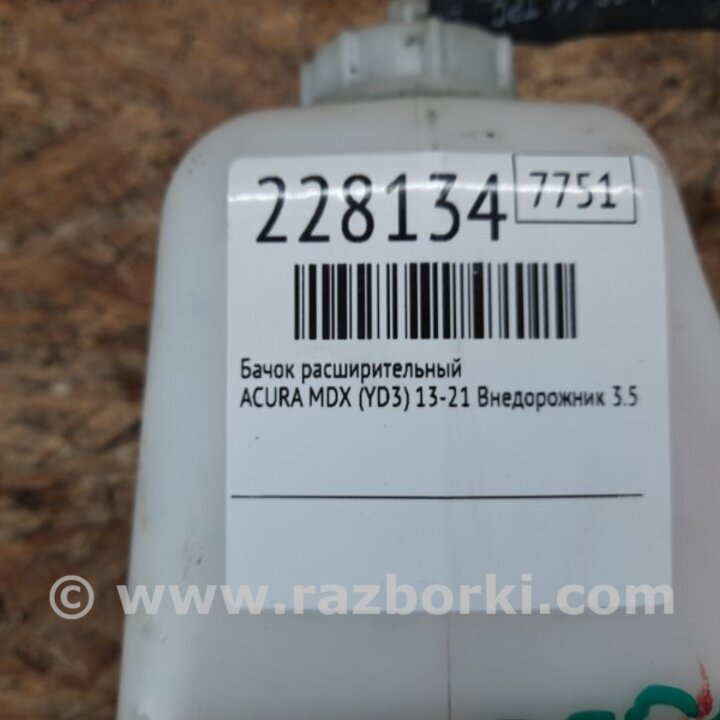 228134 7751
Бачок расширительный
ACURA MDX (YD3) 13-21 Внедорожник 3.5
© www.razborki.com